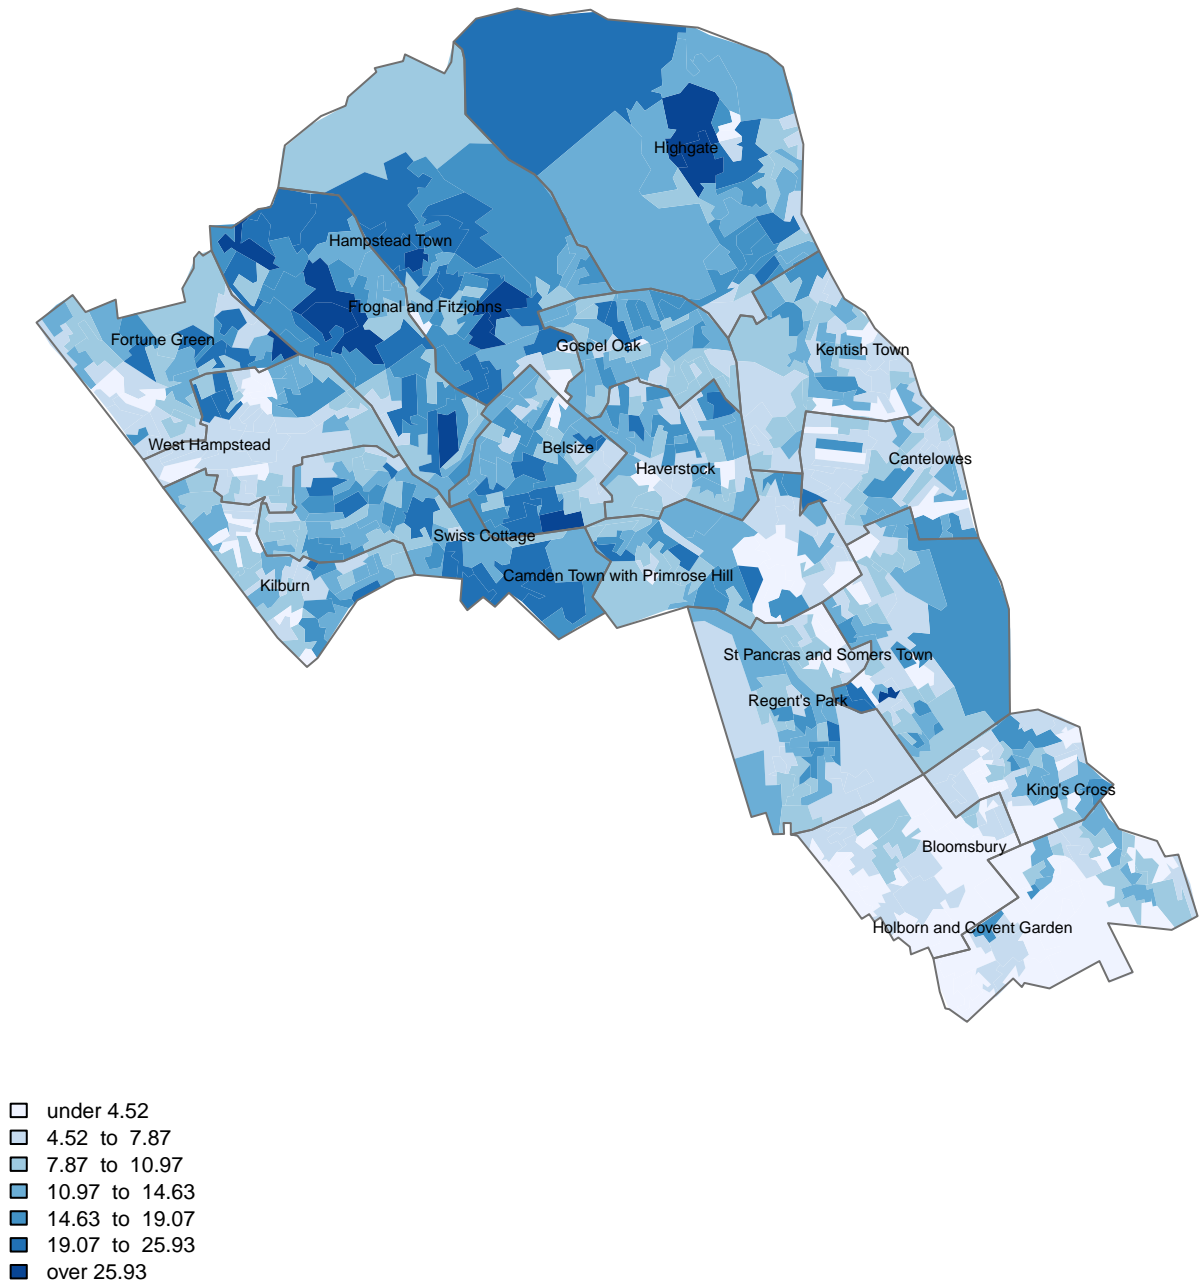 Highgate
Hampstead Town
Frognal and Fitzjohns
Fortune Green
Gospel Oak
Kentish Town
West Hampstead
Belsize
Cantelowes
Haverstock
Swiss Cottage
Camden Town with Primrose Hill
Kilburn
St Pancras and Somers Town
Regent's Park
King's Cross
Bloomsbury
Holborn and Covent Garden
under 4.52
4.52 to 7.87
7.87 to 10.97
10.97 to 14.63
14.63 to 19.07
19.07 to 25.93
over 25.93